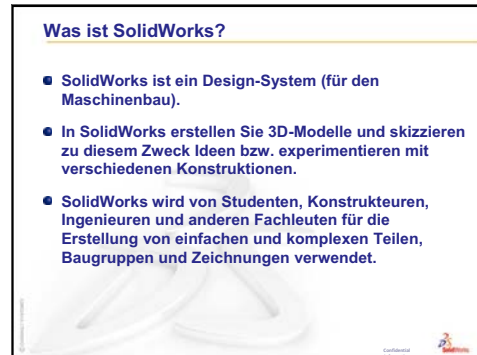 Was ist SolidWorks?
SolidWorks ist ein Design-System (für den
Maschinenbau).
In SolidWorks erstellen Sie 3D-Modelle und skizzieren
zu diesem Zweck Ideen bzw. experimentieren mit
verschiedenen Konstruktionen.
SolidWorks wird von Studenten, Konstrukteuren,
Ingenieuren und anderen Fachleuten für die
Erstellung von einfachen und komplexen Teilen,
Baugruppen und Zeichnungen verwendet.
Confidential
SolidWorks